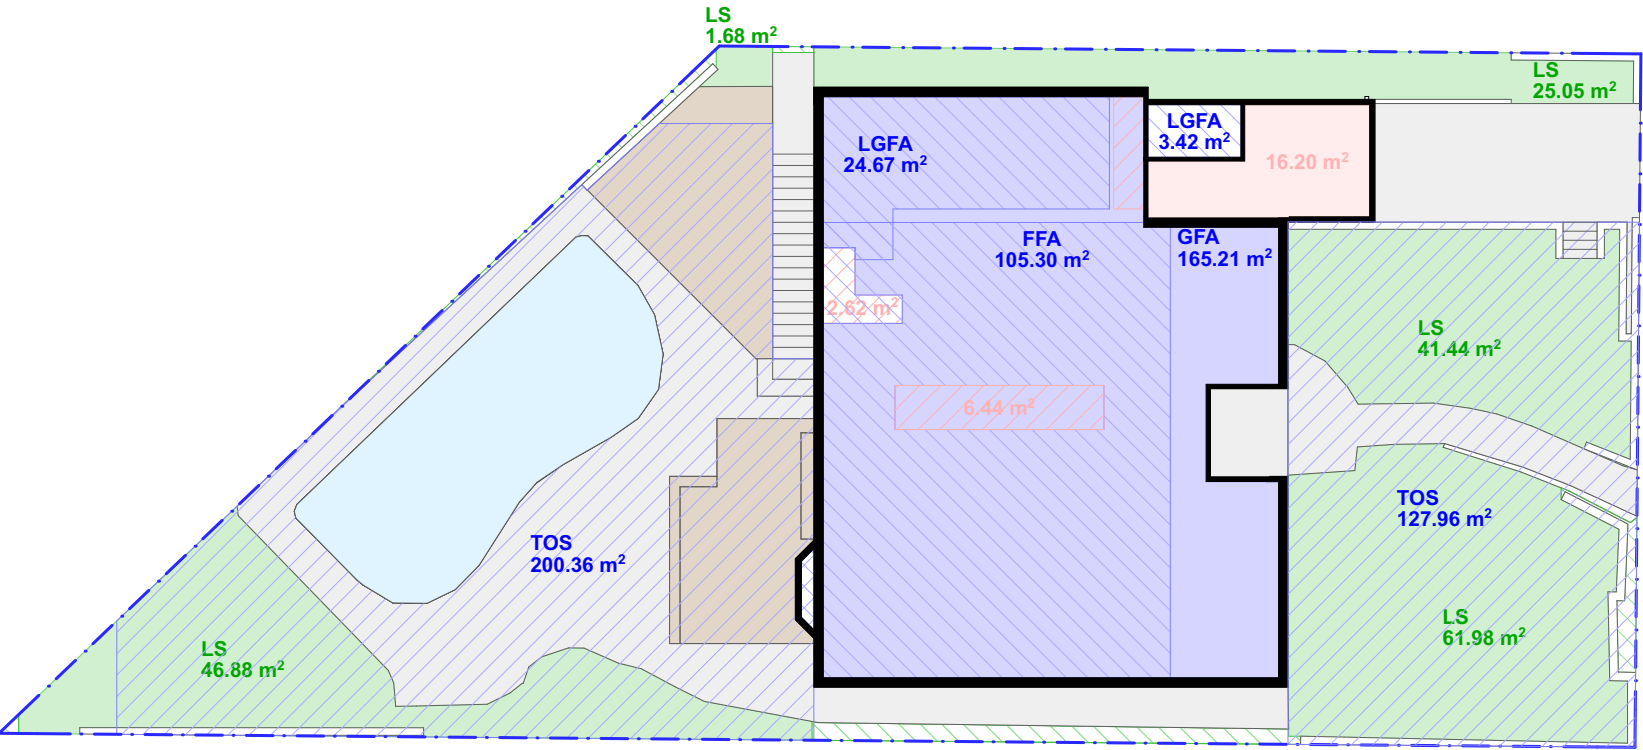 LS
1.68 m²
LS
25.05 m²
LGFA
24.67 m²
LGFA
3.42 m²
16.20 m²
FFA
105.30 m²
GFA
165.21 m²
2.62 m²
LS
41.44 m²
6.44 m²
TOS
127.96 m²
TOS
200.36 m²
LS
61.98 m²
LS
46.88 m²